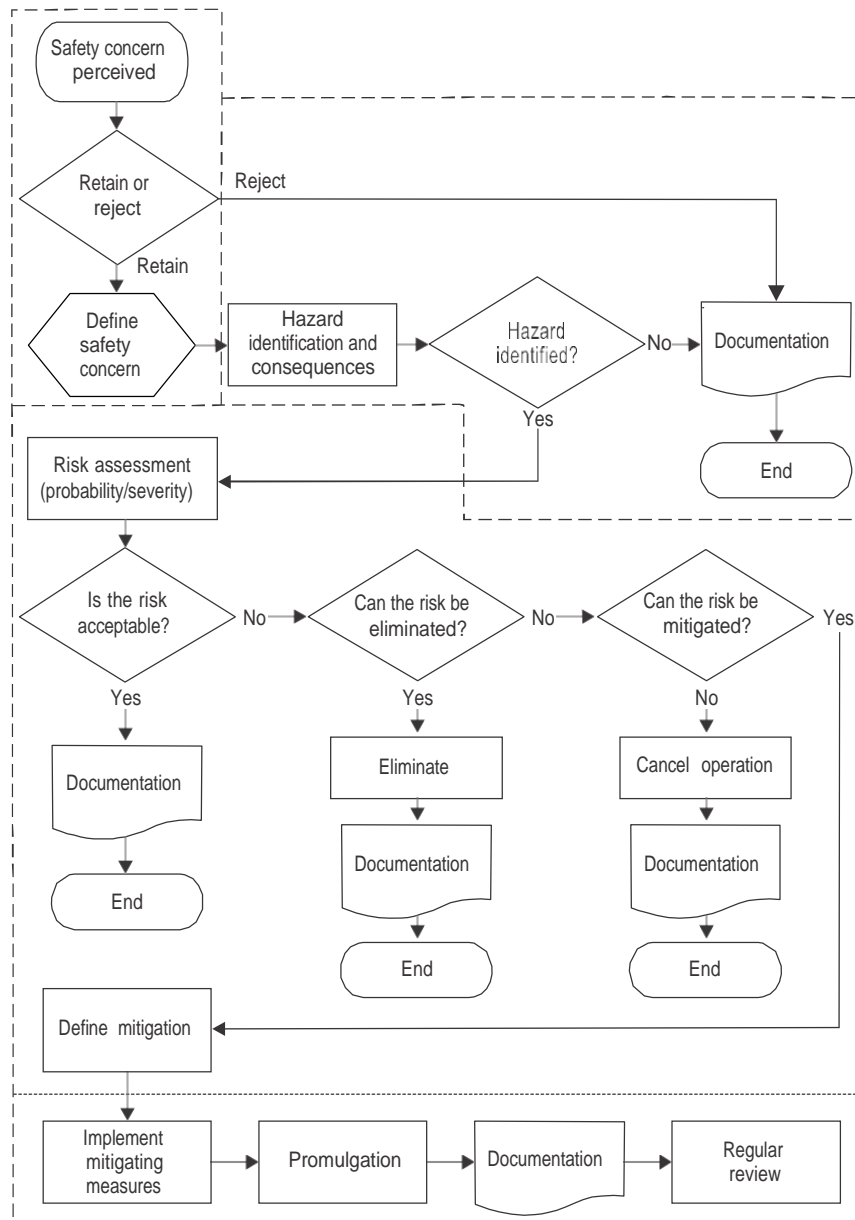 Safety concern
perceived
Retain or
reject
Reject
Retain
Define
safety
concern
Hazard
identification and
consequences
Hazard
identified?
No
Documentation
Yes
End
Risk assessment
(probability/severity)
Is the risk
acceptable?
No
Can the risk be
eliminated?
No
Can the risk be
mitigated?
Yes
Yes
Yes
No
Documentation
Eliminate
Cancel operation
Documentation
Documentation
End
End
End
Define mitigation
Implement
mitigating
measures
Promulgation
Documentation
Regular
review